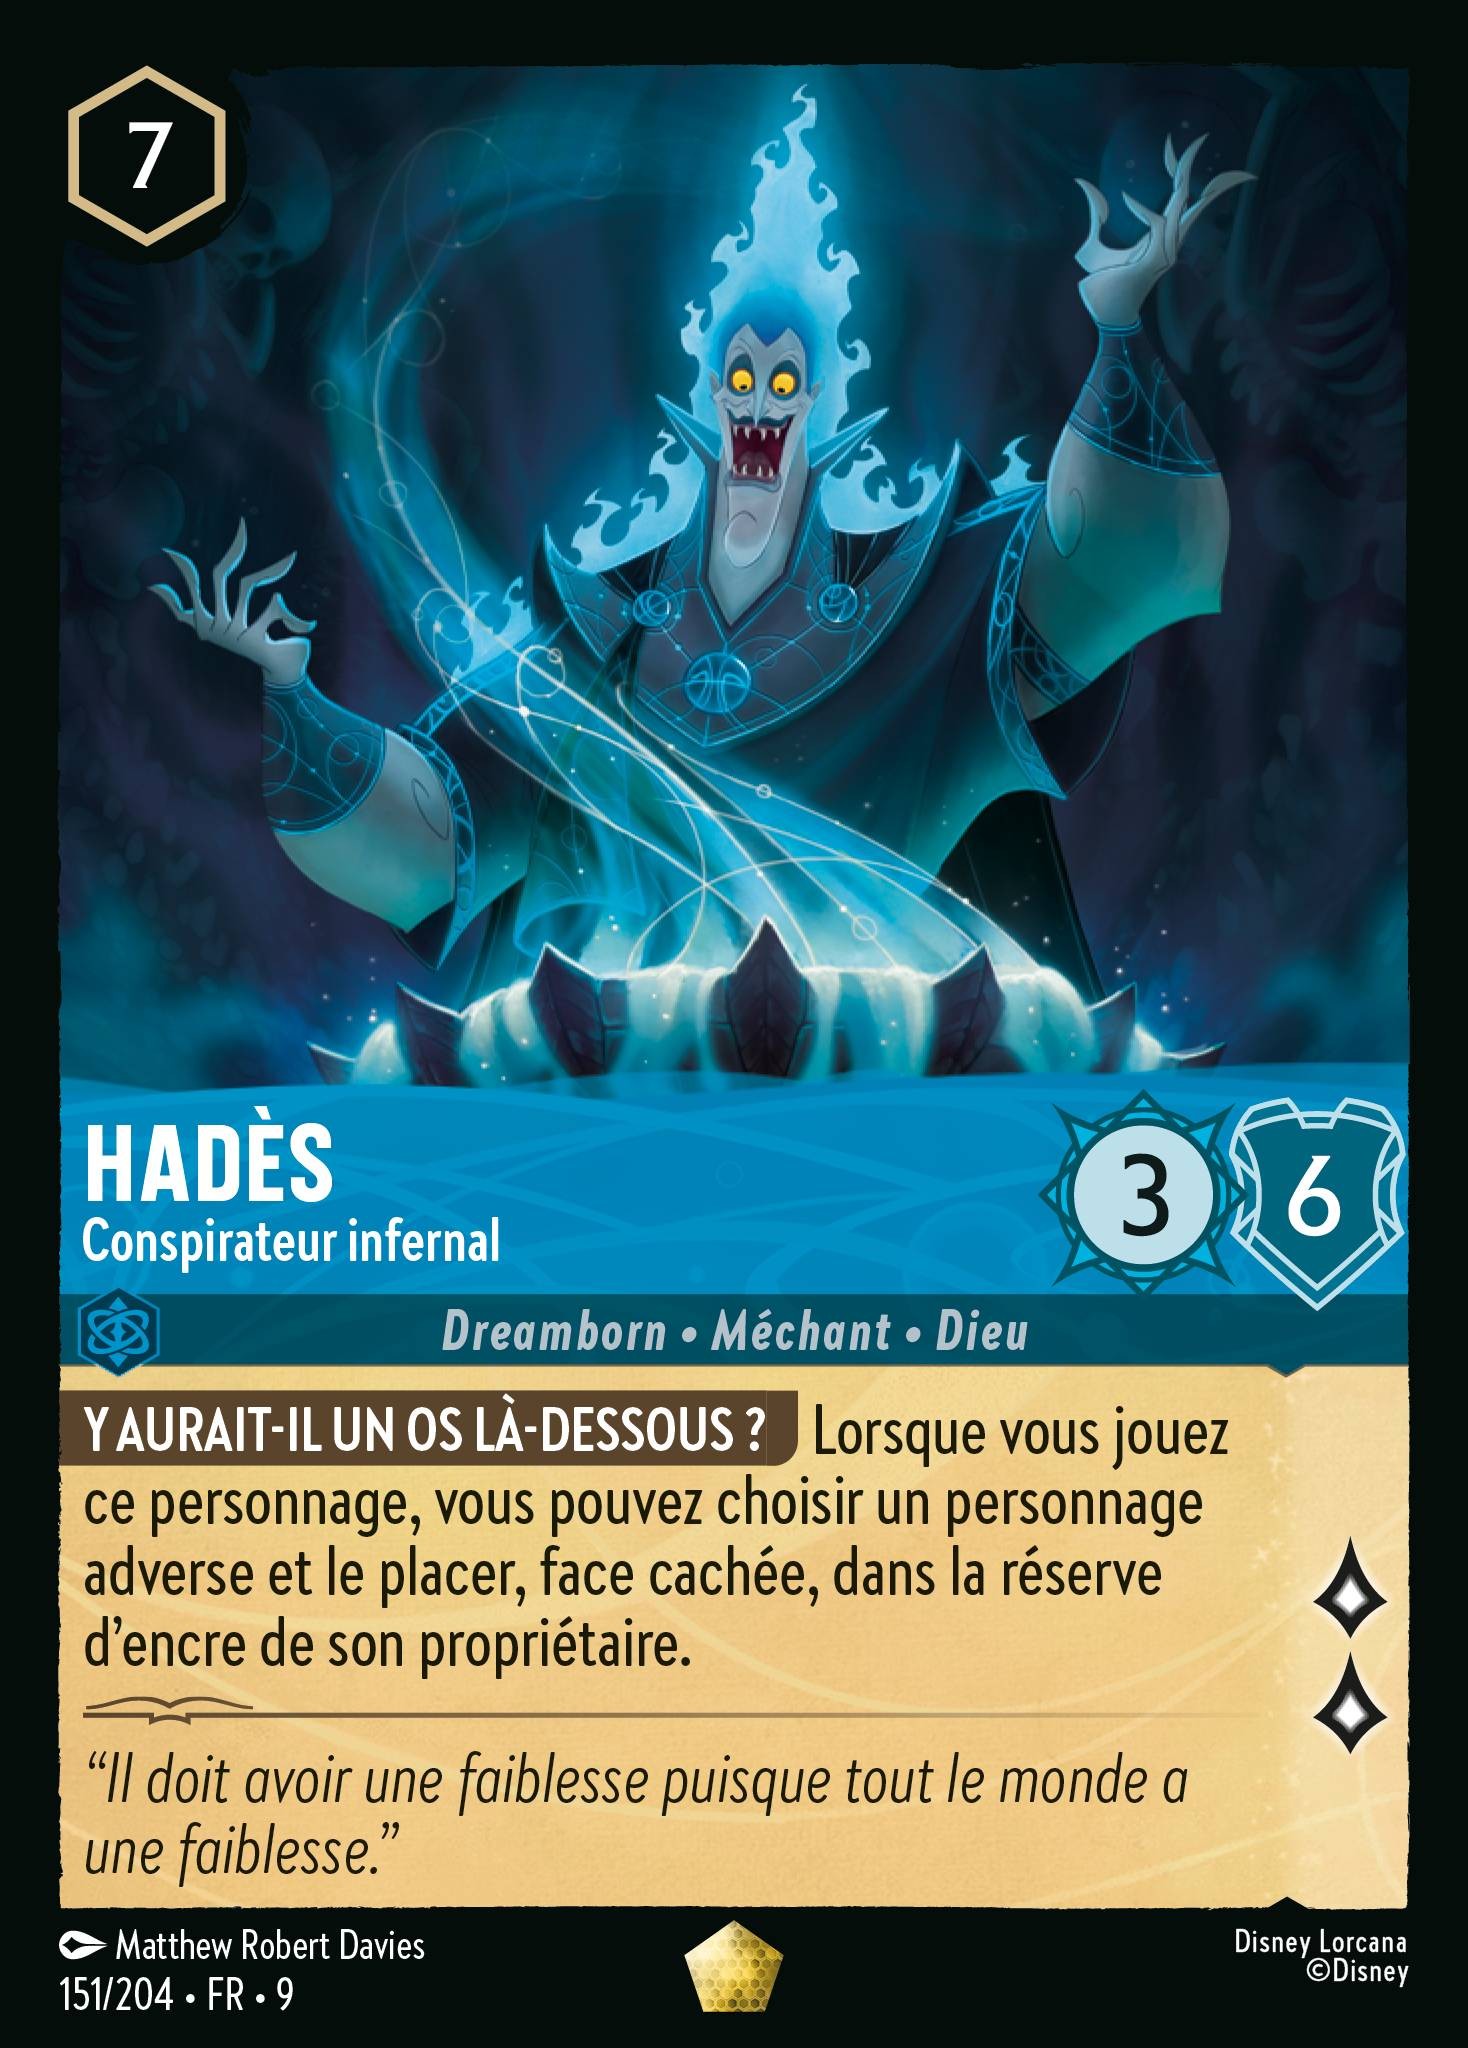 7
HADÈS
Conspirateur infernal
3
6
Dreamborn • Méchant • Dieu
Y AURAIT-IL UN OS LÀ-DESSOUS ? Lorsque vous jouez
ce personnage, vous pouvez choisir un personnage
adverse et le placer, face cachée, dans la réserve
d’encre de son propriétaire.
“Il doit avoir une faiblesse puisque tout le monde a
une faiblesse.”
Matthew Robert Davies
151/204 • FR • 9
Disney Lorcana
©Disney